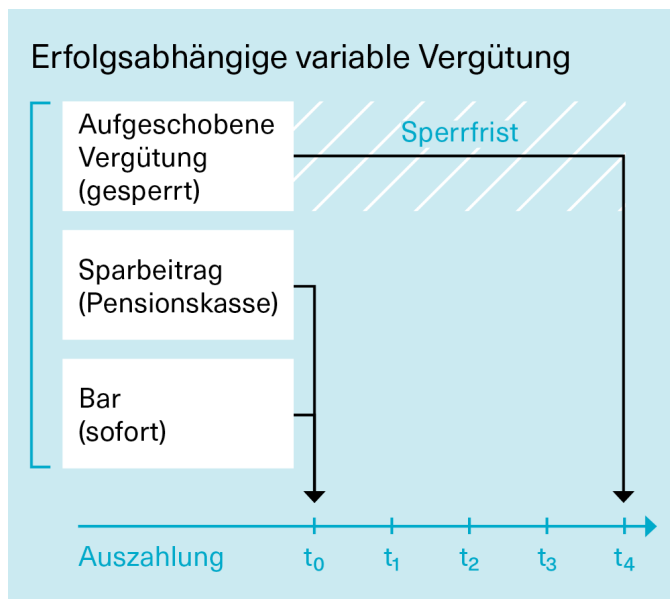 Erfolgsabhängige variable Vergütung
Aufgeschobene
Vergütung
(gesperrt)
Sperrfrist
Sparbeitrag
(Pensionskasse)
Bar
(sofort)
Auszahlung t₀ t₁ t₂ t₃ t₄